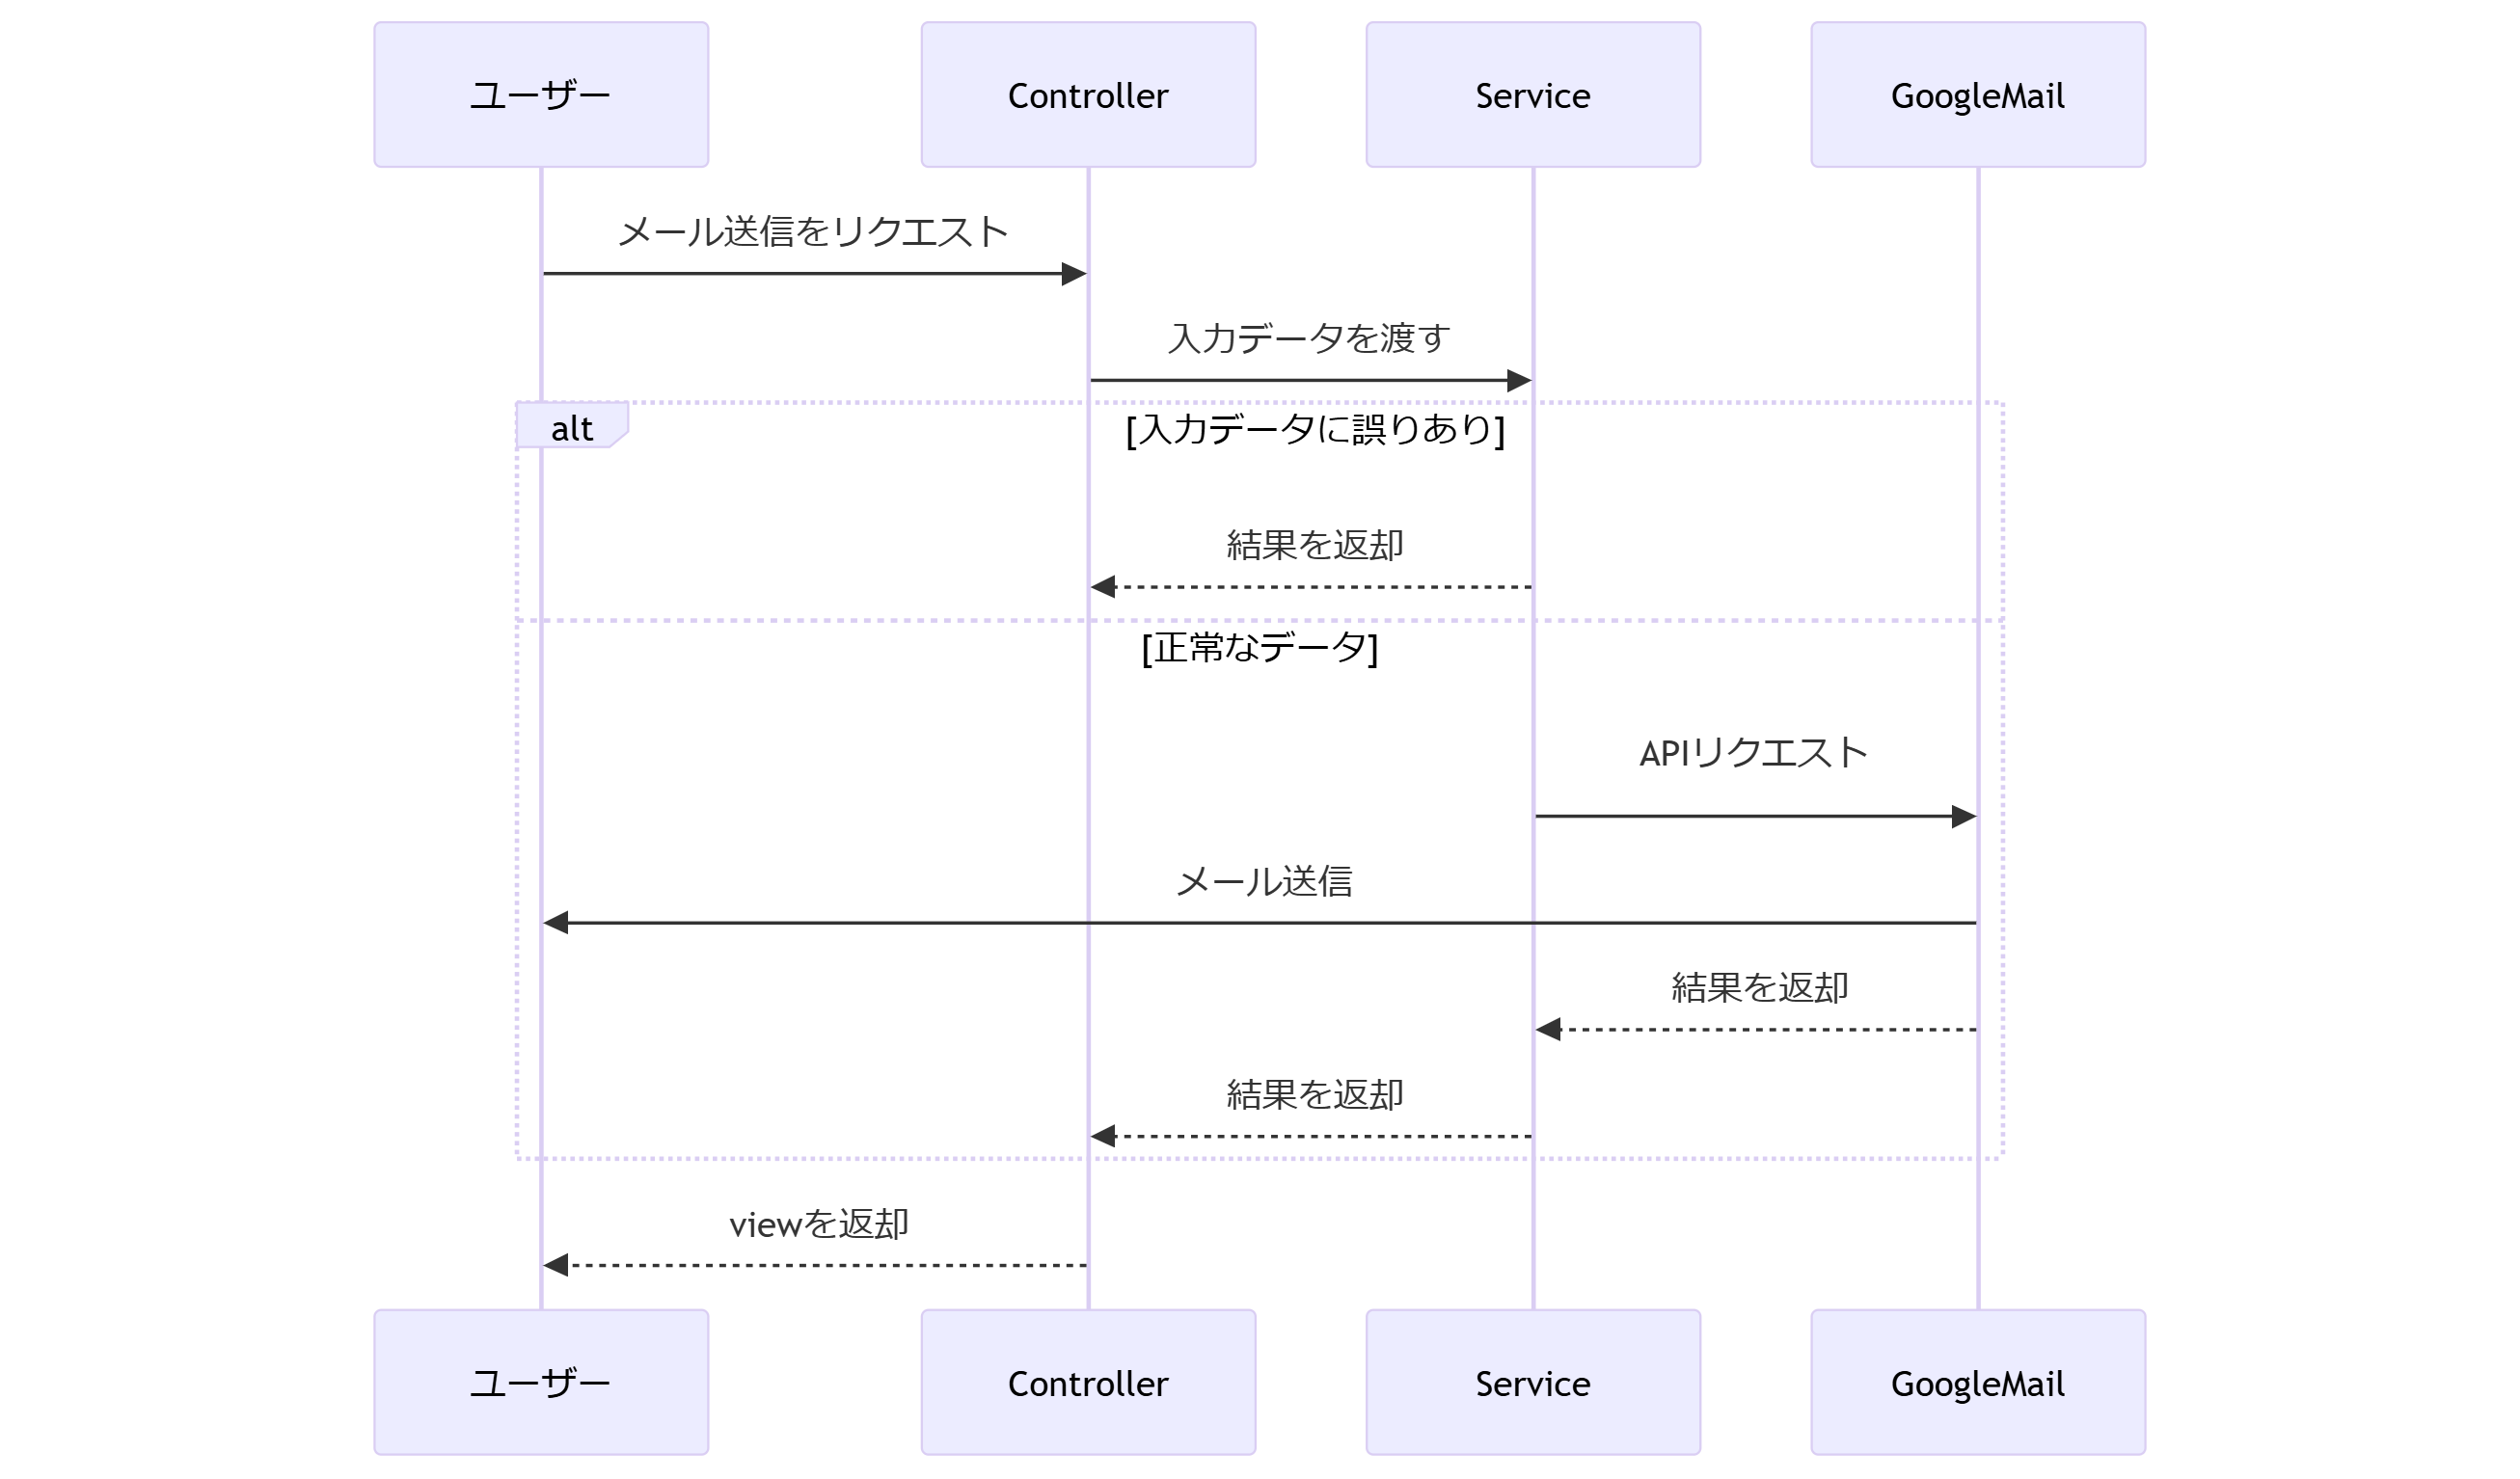 ユーザー
Controller
Service
GoogleMail
メール送信をリクエスト
入力データを渡す
alt
[入力データに誤りあり]
結果を返却
[正常なデータ]
APIリクエスト
メール送信
結果を返却
結果を返却
viewを返却
ユーザー
Controller
Service
GoogleMail